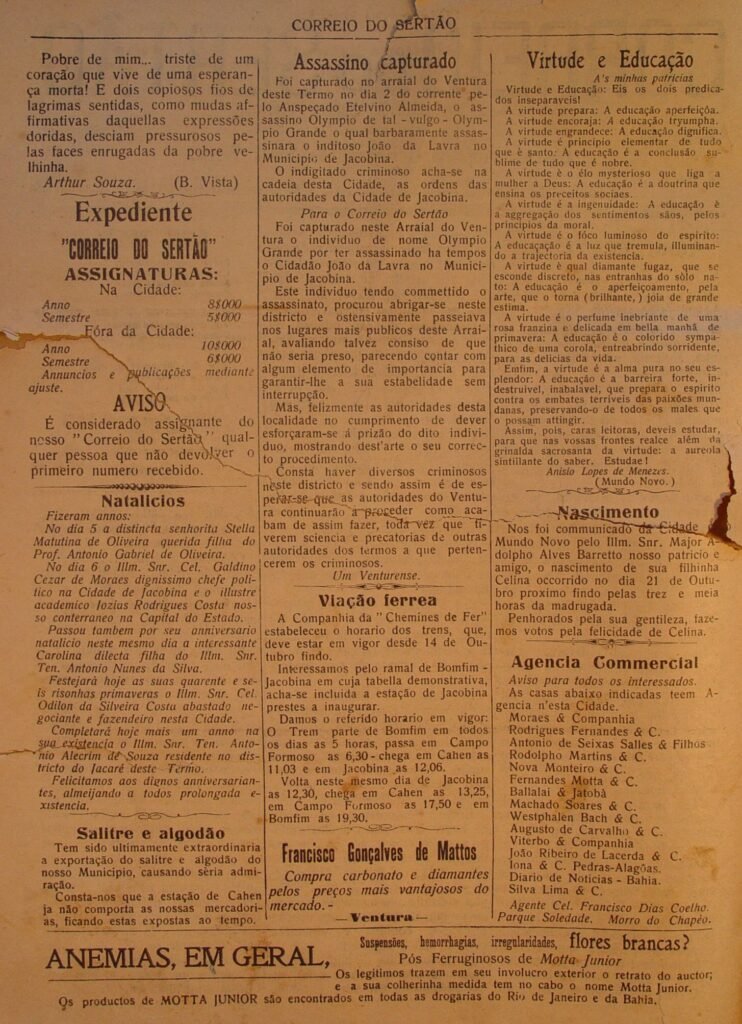 CORREIO DO SERTÃO
Pobre de mim... triste de um
coração que vive de uma esperan-
ça morta! E dois copiosos fios de
lagrimas sentidas, como mudas af-
firmativas daquellas expressões
doridas, desciam pressurosos pe-
las faces enrugadas da pobre ve-
lhinha.
Arthur Souza. (B. Vista)
Expediente
"CORREIO DO SERTÃO"
ASSIGNATURAS:
Na Cidade:
Anno 8$000
Semestre 5$000
Fóra da Cidade:
Anno 10$000
Semestre 6$000
Annuncios e publicações mediante
ajuste.
AVISO
É considerado assignante do
nosso "Correio do Sertão" qual-
quer pessoa que não devolver o
primeiro numero recebido.
Natalicios
Fizeram annos:
No dia 5 a distincta senhorita Stella
Matutina de Oliveira querida filha do
Prof. Antonio Gabriel de Oliveira.
No dia 6 o Illm. Snr. Cel. Galdino
Cezar de Moraes dignissimo chefe poli-
tico na Cidade de Jacobina e o illustre
academico Jozias Rodrigues Costa nos-
so conterraneo na Capital do Estado.
Passou tambem por seu anniversario
natalicio neste mesmo dia a interessante
Carolina dilecta filha do Illm. Snr.
Ten. Antonio Nunes da Silva.
Festejará hoje as suas quarente e se-
is risonhas primaveras o Illm. Snr. Cel.
Odilon da Silveira Costa abastado ne-
gociante e fazendeiro nesta Cidade.
Completará hoje mais um anno na
sua existencia o Illm. Snr. Ten. Anto-
nio Alecrim de Souza residente no dis-
tricto do Jacaré deste Termo.
Felicitamos aos dignos anniversarian-
tes, almejando a todos prolongada e-
xistencia.
Salitre e algodão
Tem sido ultimamente extraordinaria
a exportação do salitre e algodão do
nosso Municipio, causando séria admi-
ração.
Consta-nos que a estação de Cahen
ja não comporta as nossas mercadori-
as, ficando estas expostas ao tempo.
Assassino capturado
Foi capturado no arraial do Ventura
deste Termo no dia 2 do corrente pe-
lo Anspeçado Etelvino Almeida, o as-
sassino Olympio de tal - vulgo - Olym-
pio Grande o qual barbaramente assas-
sinara o inditoso João da Lavra no
Municipio de Jacobina.
O indigitado criminoso acha-se na
cadeia desta Cidade, as ordens das
autoridades da Cidade de Jacobina.
Para o Correio do Sertão
Foi capturado neste Arraial do Ven-
tura o individuo de nome Olympio
Grande por ter assassinado ha tempos
o Cidadão João da Lavra no Munici-
pio de Jacobina.
Este individuo tendo commettido o
assassinato, procurou abrigar-se neste
districto e ostensivamente passeiava
nos lugares mais publicos deste Arrai-
al, avaliando talvez consiso de que
não seria preso, parecendo contar com
algum elemento de importancia para
garantir-lhe a sua estabelidade sem
interrupção.
Mas, felizmente as autoridades desta
localidade no cumprimento de dever
esforçaram-se á prizão do dito indivi-
duo, mostrando dest'arte o seu correc-
to procedimento.
Consta haver diversos criminosos
neste districto e sendo assim é de es-
perar-se que as autoridades do Ventu-
ra continuarão a proceder como aca-
bam de assim fazer, toda vez que ti-
verem sciencia e precatorias de outras
autoridades dos termos a que perten-
cerem os criminosos.
Um Venturense.
Viação ferrea
A Companhia da "Chemines de Fer"
estabeleceu o horario dos trens, que,
deve estar em vigor desde 14 de Ou-
tubro findo.
Interessamos pelo ramal de Bomfim -
Jacobina em cuja tabela demonstrativa,
acha-se incluida a estação de Jacobina
prestes a inaugurar.
Damos o referido horario em vigor:
O Trem parte de Bomfim em todos
os dias as 5 horas, passa em Campo
Formoso as 6,30 - chega em Cahen as
11,03 e em Jacobina as 12,06.
Volta neste mesmo dia de Jacobina
as 12,30, chega em Cahen as 13,25,
em Campo Formoso as 17,50 e em
Bomfim as 19,30.
Francisco Gonçalves de Mattos
Compra carbonato e diamantes
pelos preços mais vantajosos do
mercado. -
— Ventura —
Virtude e Educação
A's minhas patricias
Virtude e Educação: Eis os dois predica-
dos inseparaveis!
A virtude prepara: A educação aperfeiçôa.
A virtude encoraja: A educação tryumpha.
A virtude engrandece: A educação dignifica.
A virtude é principio elementar de tudo
que é santo: A educação é a conclusão su-
blime de tudo que é nobre.
A virtude é o élo mysterioso que liga a
mulher a Deus: A educação é a doutrina que
ensina os preceitos sociaes.
A virtude é a ingenuidade: A educação è
a aggregação dos sentimentos sãos, pelos
principios da moral.
A virtude é o fóco luminoso do espirito:
A educaçação é a luz que tremula, illuminan-
do a trajectoria da existencia.
A virtude é qual diamante fugaz, que se
esconde discreto, nas entranhas do sôlo na-
to: A educação é o aperfeiçoamento, pela
arte, que o torna (brilhante,) joia de grande
estima.
A virtude é o perfume inebriante de uma
rosa franzina e delicada em bella manhã de
primavera: A educação é o colorido sympa-
thico de uma corola, entreabrindo sorridente,
para as delicias da vida.
Emfim, a virtude é a alma pura no seu es-
plendor: A educação é a barreira forte, in-
destruivel, inabalavel, que prepara o espirito
contra os embates terriveis das paixões mun-
danas, preservando-o de todos os males que
o possam attingir.
Assim, pois, caras leitoras, deveis estudar,
para que nas vossas frontes realce além da
grinalda sacrosanta da virtude: a aureola
sintillante do saber. Estudae!
Anisio Lopes de Menezes.
(Mundo Novo.)
Nascimento
Nos foi communicado da Cidade do
Mundo Novo pelo Illm. Snr. Major A-
dolpho Alves Barretto nosso patricio e
amigo, o nascimento de sua filhinha
Celina occorrido no dia 21 de Outu-
bro proximo findo pelas trez e meia
horas da madrugada.
Penhorados pela sua gentileza, faze-
mos votos pela felicidade de Celina.
Agencia Commercial
Aviso para todos os interessados.
As casas abaixo indicadas teem A-
gencia n'esta Cidade.
Moraes & Companhia
Rodrigues Fernandes & C.
Antonio de Seixas Salles & Filhos
Rodolpho Martins & C.
Nova Monteiro & C.
Fernandes Motta & C.
Ballalai & Jatobà
Machado Soares & C.
Westphalen Bach & C.
Augusto de Carvalho & C.
Viterbo & Companhia
João Ribeiro de Lacerda & C.
Iona & C. Pedras-Alagôas.
Diario de Noticias - Bahia.
Silva Lima & C.
Agente Cel. Francisco Dias Coelho.
Parque Soledade. Morro do Chapéo.
ANEMIAS, EM GERAL,
Suspensões, hemorrhagias, irregularidades, flores brancas?
Pós Ferruginosos de Motta Junior
Os legitimos trazem em seu involucro exterior o retrato do auctor;
e a sua colherinha medida tem no cabo o nome Motta Junior.
Os productos de MOTTA JUNIOR são encontrados em todas as drogarias do Rio de Janeiro e da Bahia.